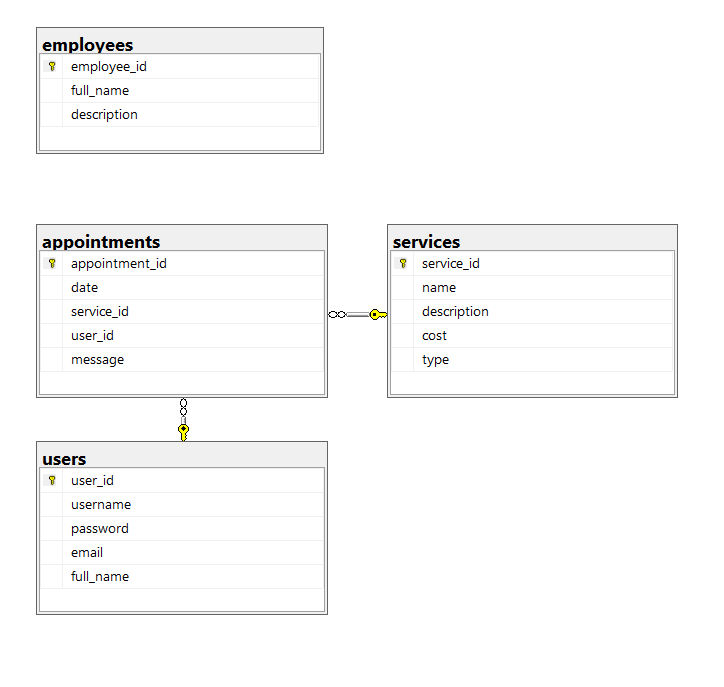 employees
employee_id
full_name
description
appointments
appointment_id
date
service_id
user_id
message
services
service_id
name
description
cost
type
users
user_id
username
password
email
full_name